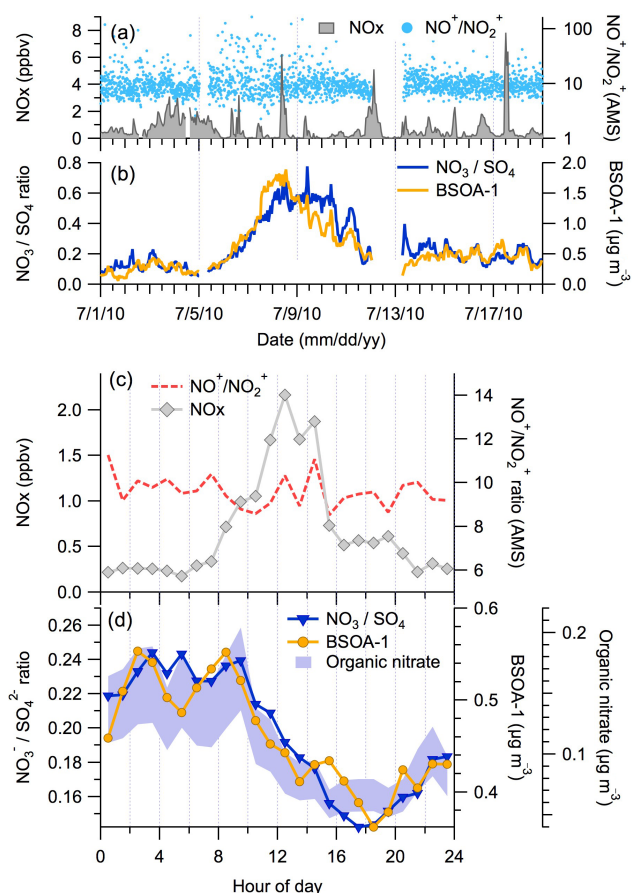 (a)
NOx
NO⁺/NO₂⁺
8
6
4
2
0
NOx (ppbv)
100
10
1
NO⁺/NO₂⁺(AMS)
(b)
NO₃ / SO₄
BSOA-1
0.8
0.6
0.4
0.2
0.0
NO₃ / SO₄ ratio
2.0
1.5
1.0
0.5
0.0
BSOA-1 (µg m⁻³)
7/1/10 7/5/10 7/9/10 7/13/10 7/17/10
Date (mm/dd/yy)
(c)
NO⁺/NO₂⁺
NOx
2.0
1.5
1.0
0.5
0.0
NOx (ppbv)
14
12
10
8
6
NO⁺/NO₂⁺ ratio (AMS)
(d)
NO₃ / SO₄
BSOA-1
Organic nitrate
0.26
0.24
0.22
0.20
0.18
0.16
NO₃⁻ / SO₄²⁻ ratio
0.6
0.5
0.4
BSOA-1 (µg m⁻³)
0.2
0.1
Organic nitrate (µg m⁻³)
0 4 8 12 16 20 24
Hour of day